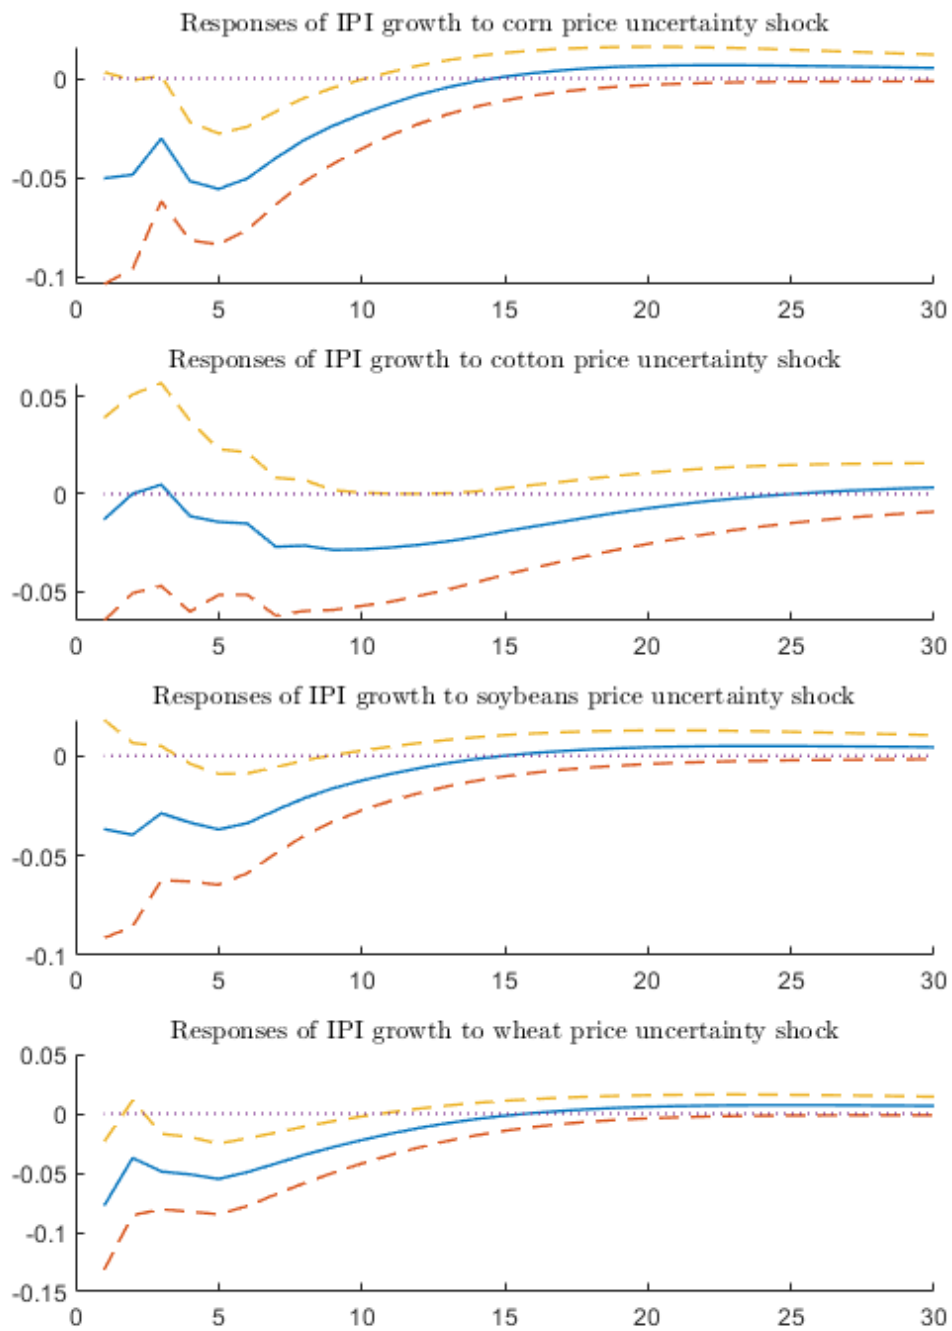 Responses of IPI growth to corn price uncertainty shock
0
-0.05
-0.1
0 5 10 15 20 25 30
Responses of IPI growth to cotton price uncertainty shock
0.05
0
-0.05
0 5 10 15 20 25 30
Responses of IPI growth to soybeans price uncertainty shock
0
-0.05
-0.1
0 5 10 15 20 25 30
Responses of IPI growth to wheat price uncertainty shock
0.05
0
-0.05
-0.1
-0.15
0 5 10 15 20 25 30